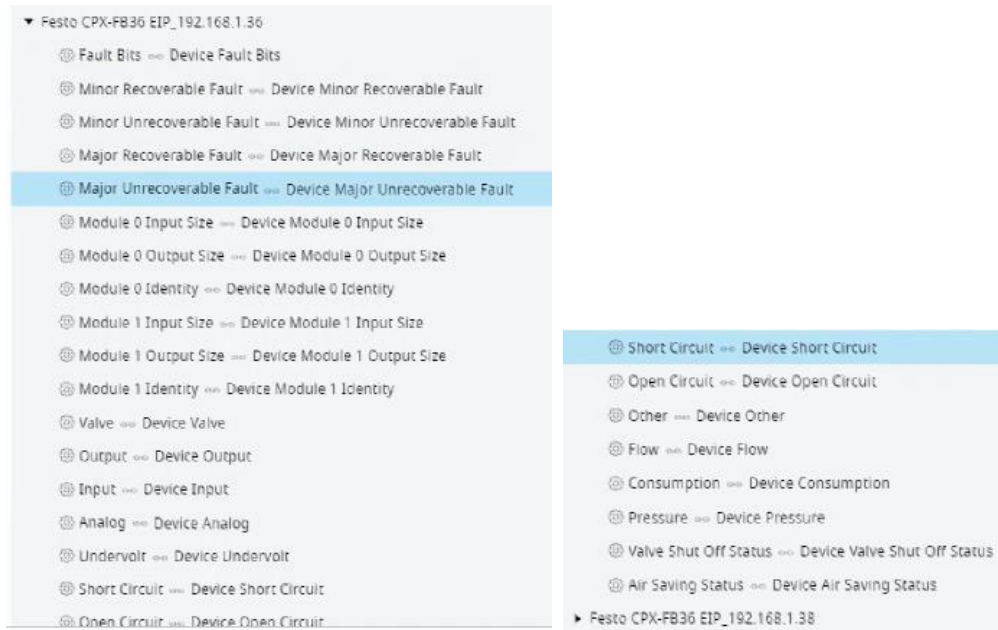 Festo CPX-FB36 EIP_192.168.1.36
Fault Bits Device Fault Bits
Minor Recoverable Fault Device Minor Recoverable Fault
Minor Unrecoverable Fault Device Minor Unrecoverable Fault
Major Recoverable Fault Device Major Recoverable Fault
Major Unrecoverable Fault Device Major Unrecoverable Fault
Module 0 Input Size Device Module 0 Input Size
Module 0 Output Size Device Module 0 Output Size
Module 0 Identity Device Module 0 Identity
Module 1 Input Size Device Module 1 Input Size
Module 1 Output Size Device Module 1 Output Size
Module 1 Identity Device Module 1 Identity
Valve Device Valve
Output Device Output
Input Device Input
Analog Device Analog
Undervolt Device Undervolt
Short Circuit Device Short Circuit
Open Circuit Device Open Circuit
Short Circuit Device Short Circuit
Open Circuit Device Open Circuit
Other Device Other
Flow Device Flow
Consumption Device Consumption
Pressure Device Pressure
Valve Shut Off Status Device Valve Shut Off Status
Air Saving Status Device Air Saving Status
Festo CPX-FB36 EIP_192.168.1.38